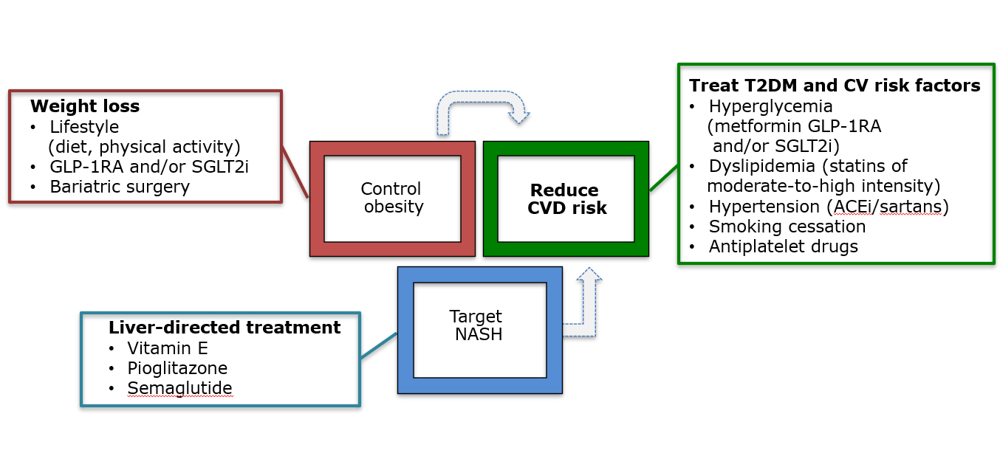 Weight loss
• Lifestyle
(diet, physical activity)
• GLP-1RA and/or SGLT2i
• Bariatric surgery
Control
obesity
Reduce
CVD risk
Treat T2DM and CV risk factors
• Hyperglycemia
(metformin GLP-1RA
and/or SGLT2i)
• Dyslipidemia (statins of
moderate-to-high intensity)
• Hypertension (ACEi/sartans)
• Smoking cessation
• Antiplatelet drugs
Liver-directed treatment
• Vitamin E
• Pioglitazone
• Semaglutide
Target
NASH